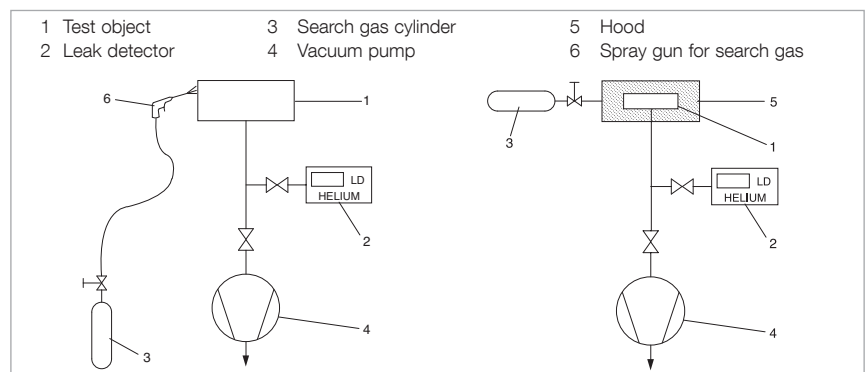 1 Test object 3 Search gas cylinder 5 Hood
2 Leak detector 4 Vacuum pump 6 Spray gun for search gas
6
1
LD
HELIUM
2
4
3
3
5
1
LD
HELIUM
2
4